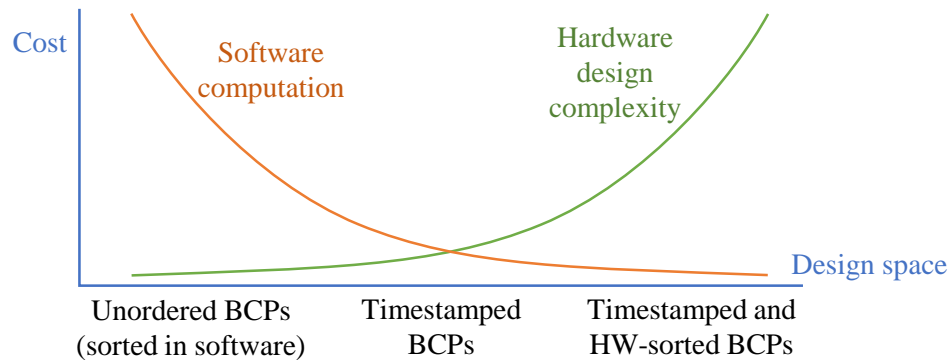 Cost
Software
computation
Hardware
design
complexity
Design space
Unordered BCPs
(sorted in software)
Timestamped
BCPs
Timestamped and
HW-sorted BCPs